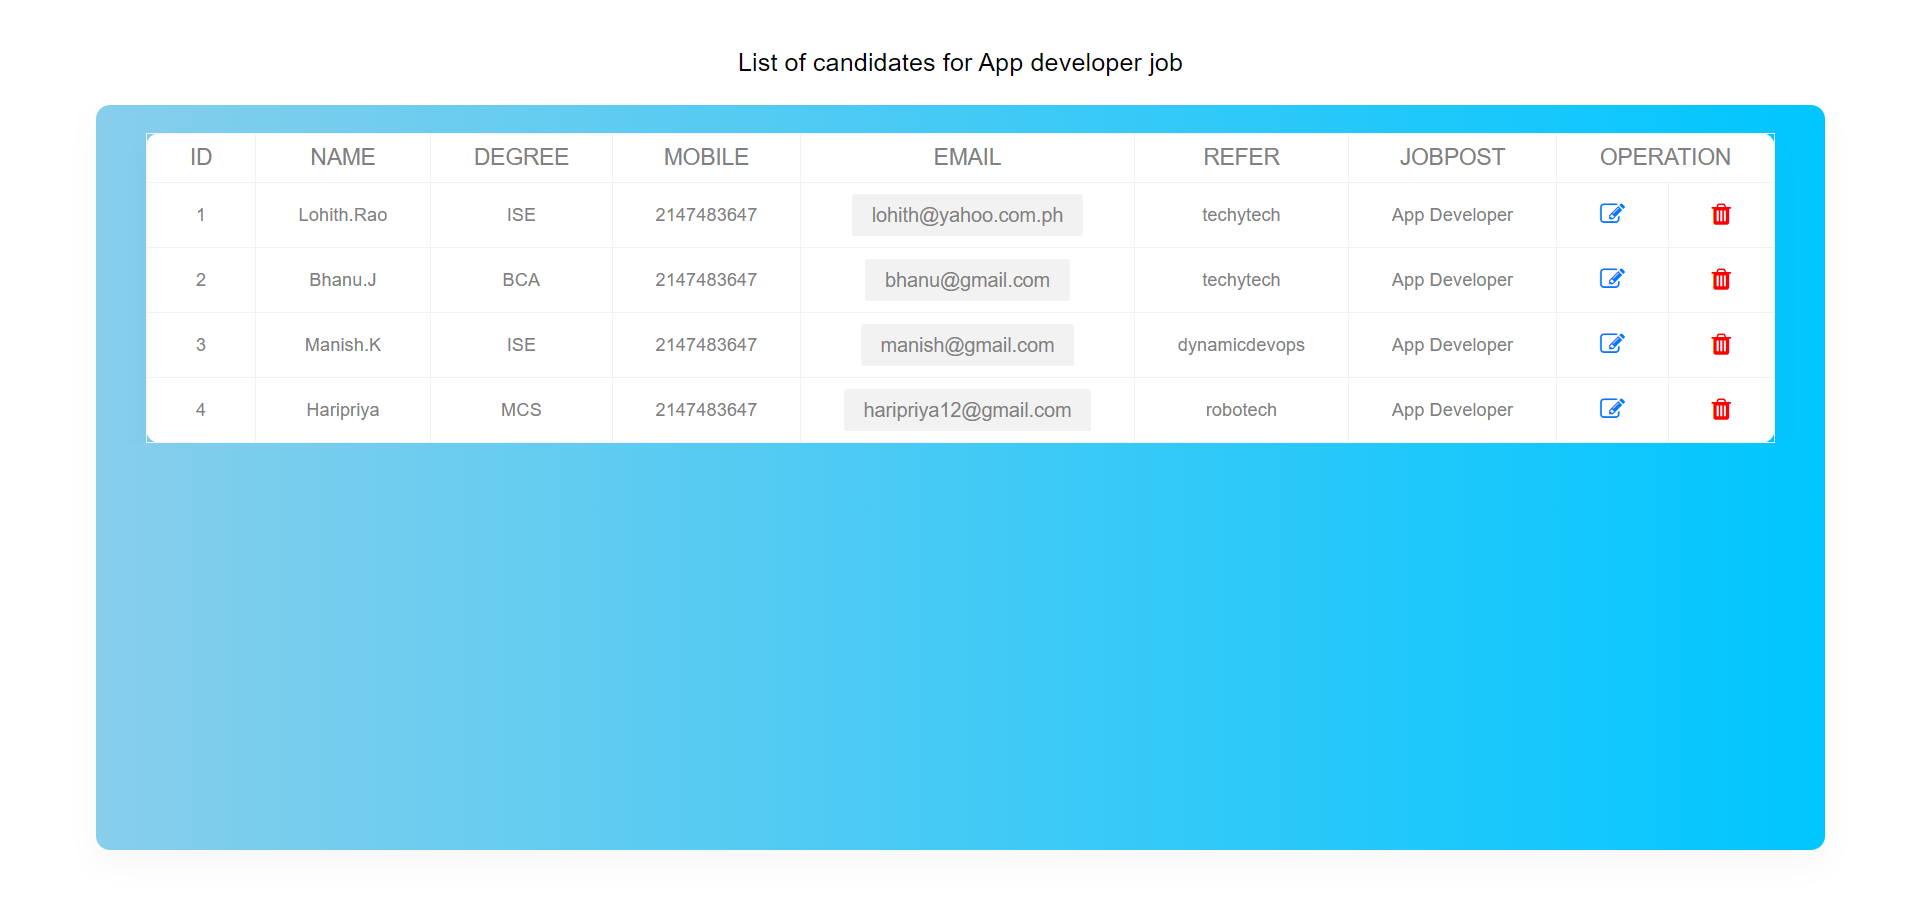 List of candidates for App developer job
ID NAME DEGREE MOBILE EMAIL REFER JOBPOST OPERATION
1 Lohith.Rao ISE 2147483647 lohith@yahoo.com.ph techytech App Developer
2 Bhanu.J BCA 2147483647 bhanu@gmail.com techytech App Developer
3 Manish.K ISE 2147483647 manish@gmail.com dynamicdevops App Developer
4 Haripriya MCS 2147483647 haripriya12@gmail.com robotech App Developer